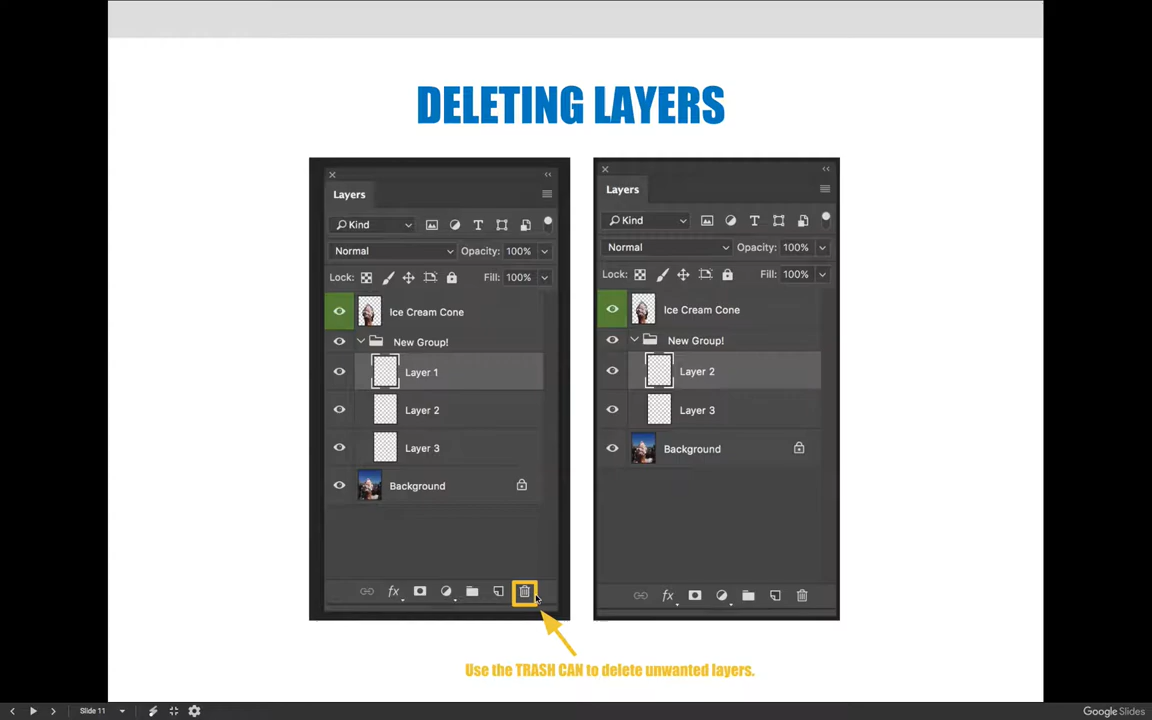 DELETING LAYERS
Layers
Kind
Normal
Opacity: 100%
Lock:
Fill: 100%
Ice Cream Cone
New Group!
Layer 1
Layer 2
Layer 3
Background
fx
Layers
Kind
Normal
Opacity: 100%
Lock:
Fill: 100%
Ice Cream Cone
New Group!
Layer 2
Layer 3
Background
fx
Use the TRASH CAN to delete unwanted layers.
Slide 11
Google Slides